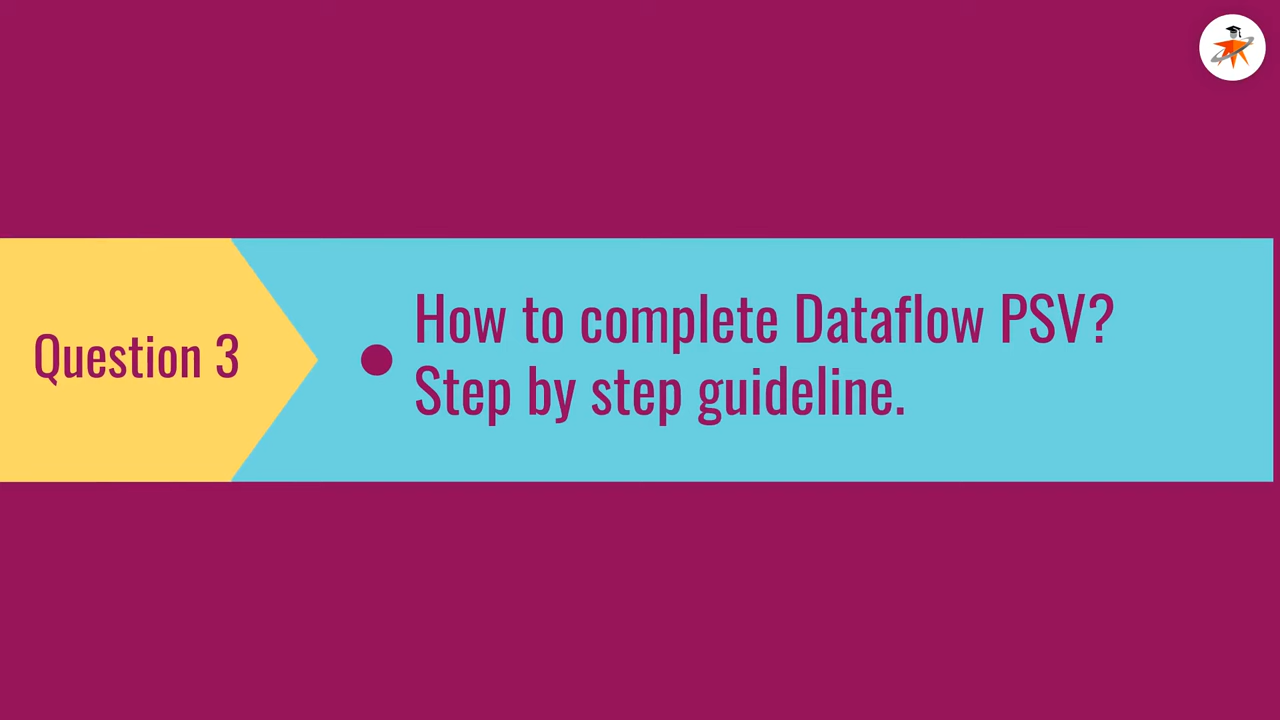 Question 3
How to complete Dataflow PSV?
Step by step guideline.